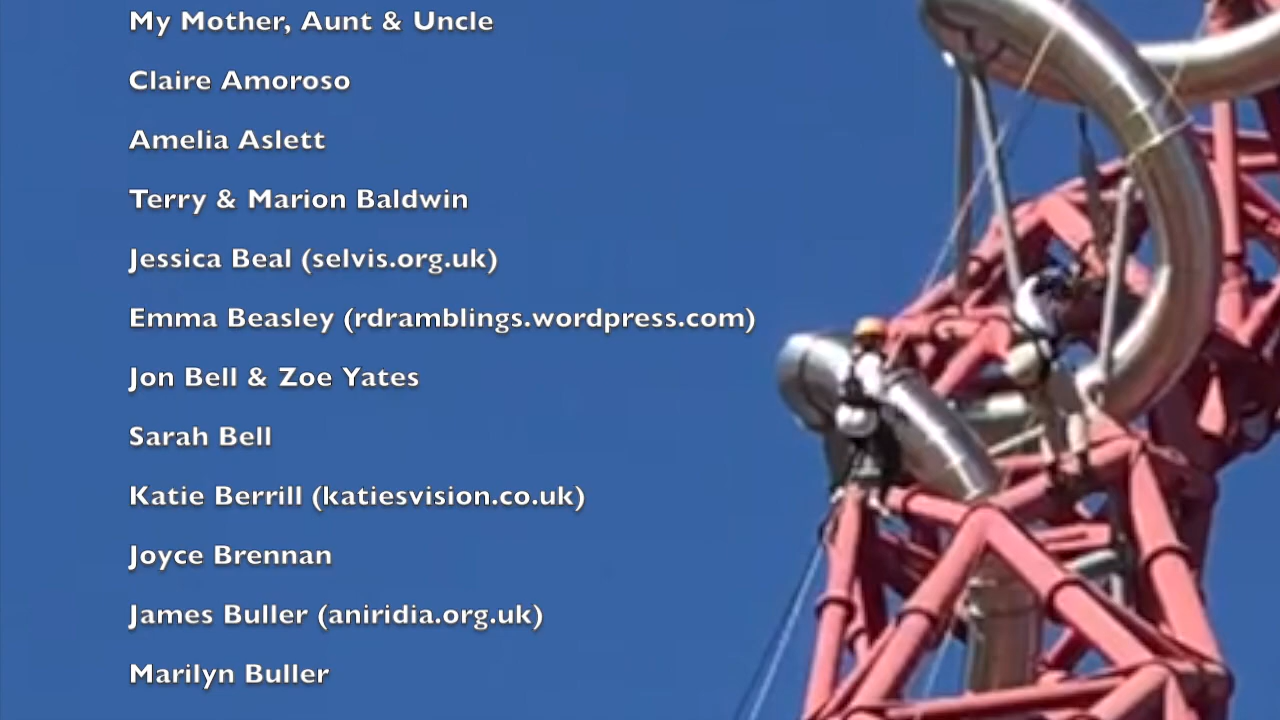 My Mother, Aunt & Uncle
Claire Amoroso
Amelia Aslett
Terry & Marion Baldwin
Jessica Beal (selvis.org.uk)
Emma Beasley (rdramblings.wordpress.com)
Jon Bell & Zoe Yates
Sarah Bell
Katie Berrill (katiesvision.co.uk)
Joyce Brennan
James Buller (aniridia.org.uk)
Marilyn Buller